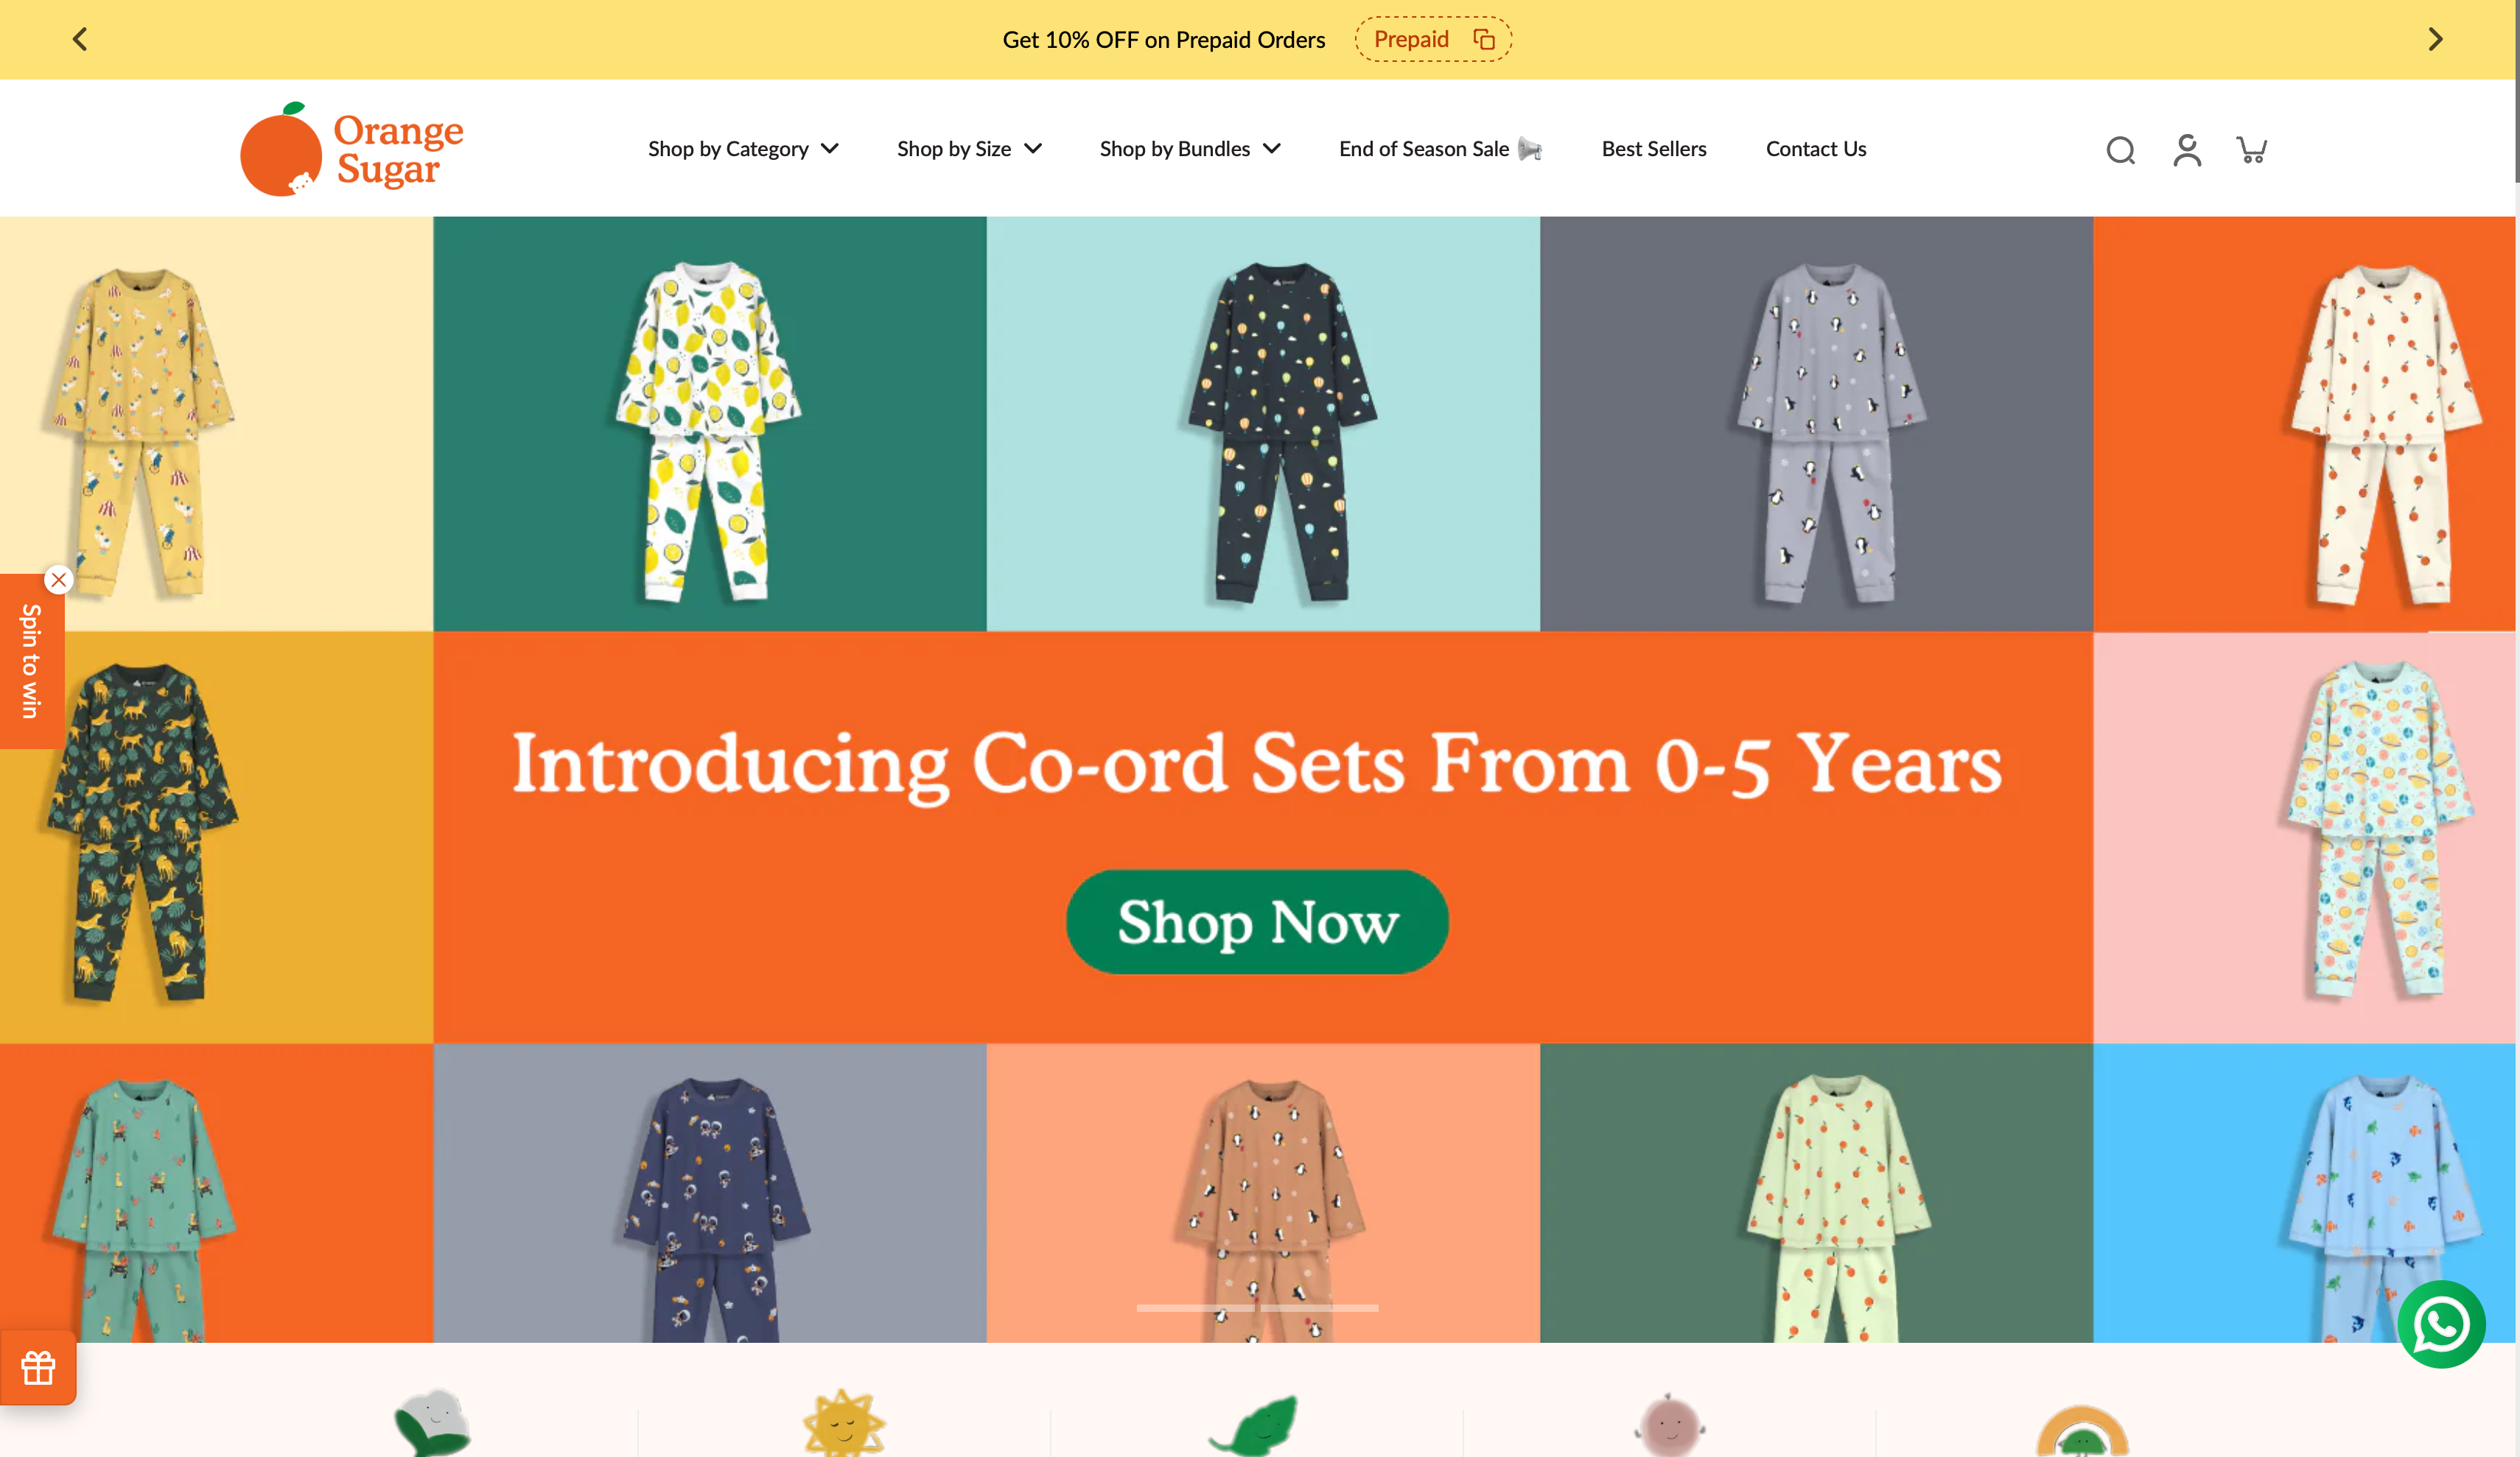 Get 10% OFF on Prepaid Orders Prepaid
Orange
Sugar
Shop by Category Shop by Size Shop by Bundles End of Season Sale Best Sellers Contact Us
Spin to win
Introducing Co-ord Sets From 0-5 Years
Shop Now